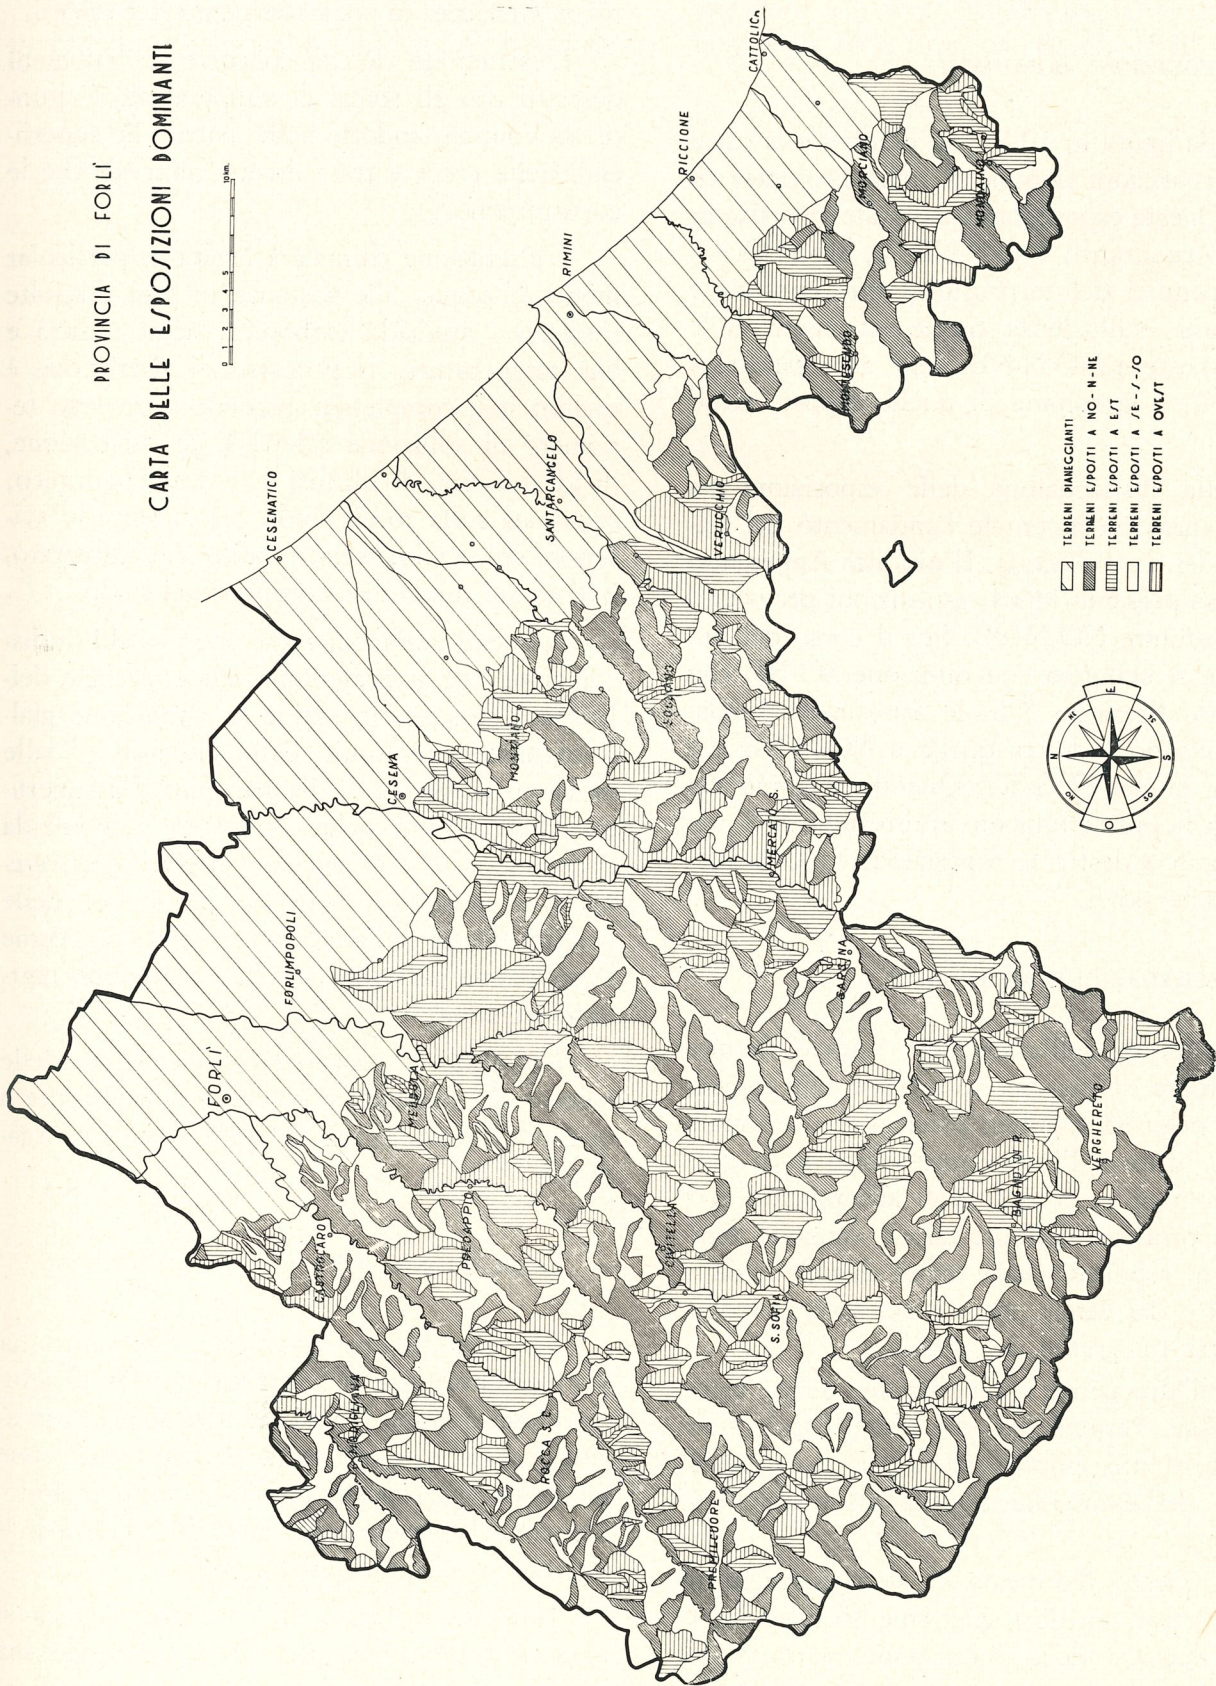 PROVINCIA DI FORLÌ
CARTA DELLE ESPOSIZIONI DOMINANTI
0 1 2 3 4 5 10 km.
CESENATICO
RIMINI
RICCIONE
CATTOLICA
FORLÌ
FORLIMPOPOLI
CESENA
SANTARCANGELO
VERUCCHIO
MORCIANO
MONTESCUDO
CASTROCARO
MELDOLA
PREDAPPIO
MONTIANO
SOGLIANO
MERCATO S.
SARSINA
CIVITELLA
S. SOFIA
ROCCA S. C.
PREMILCUORE
BAGNO DI R.
VERGHERETO
TERRENI PIANEGGIANTI
TERRENI ESPOSTI A NO-N-NE
TERRENI ESPOSTI A EST
TERRENI ESPOSTI A SE-S-SO
TERRENI ESPOSTI A OVEST
N
NE
E
SE
S
SO
O
NO